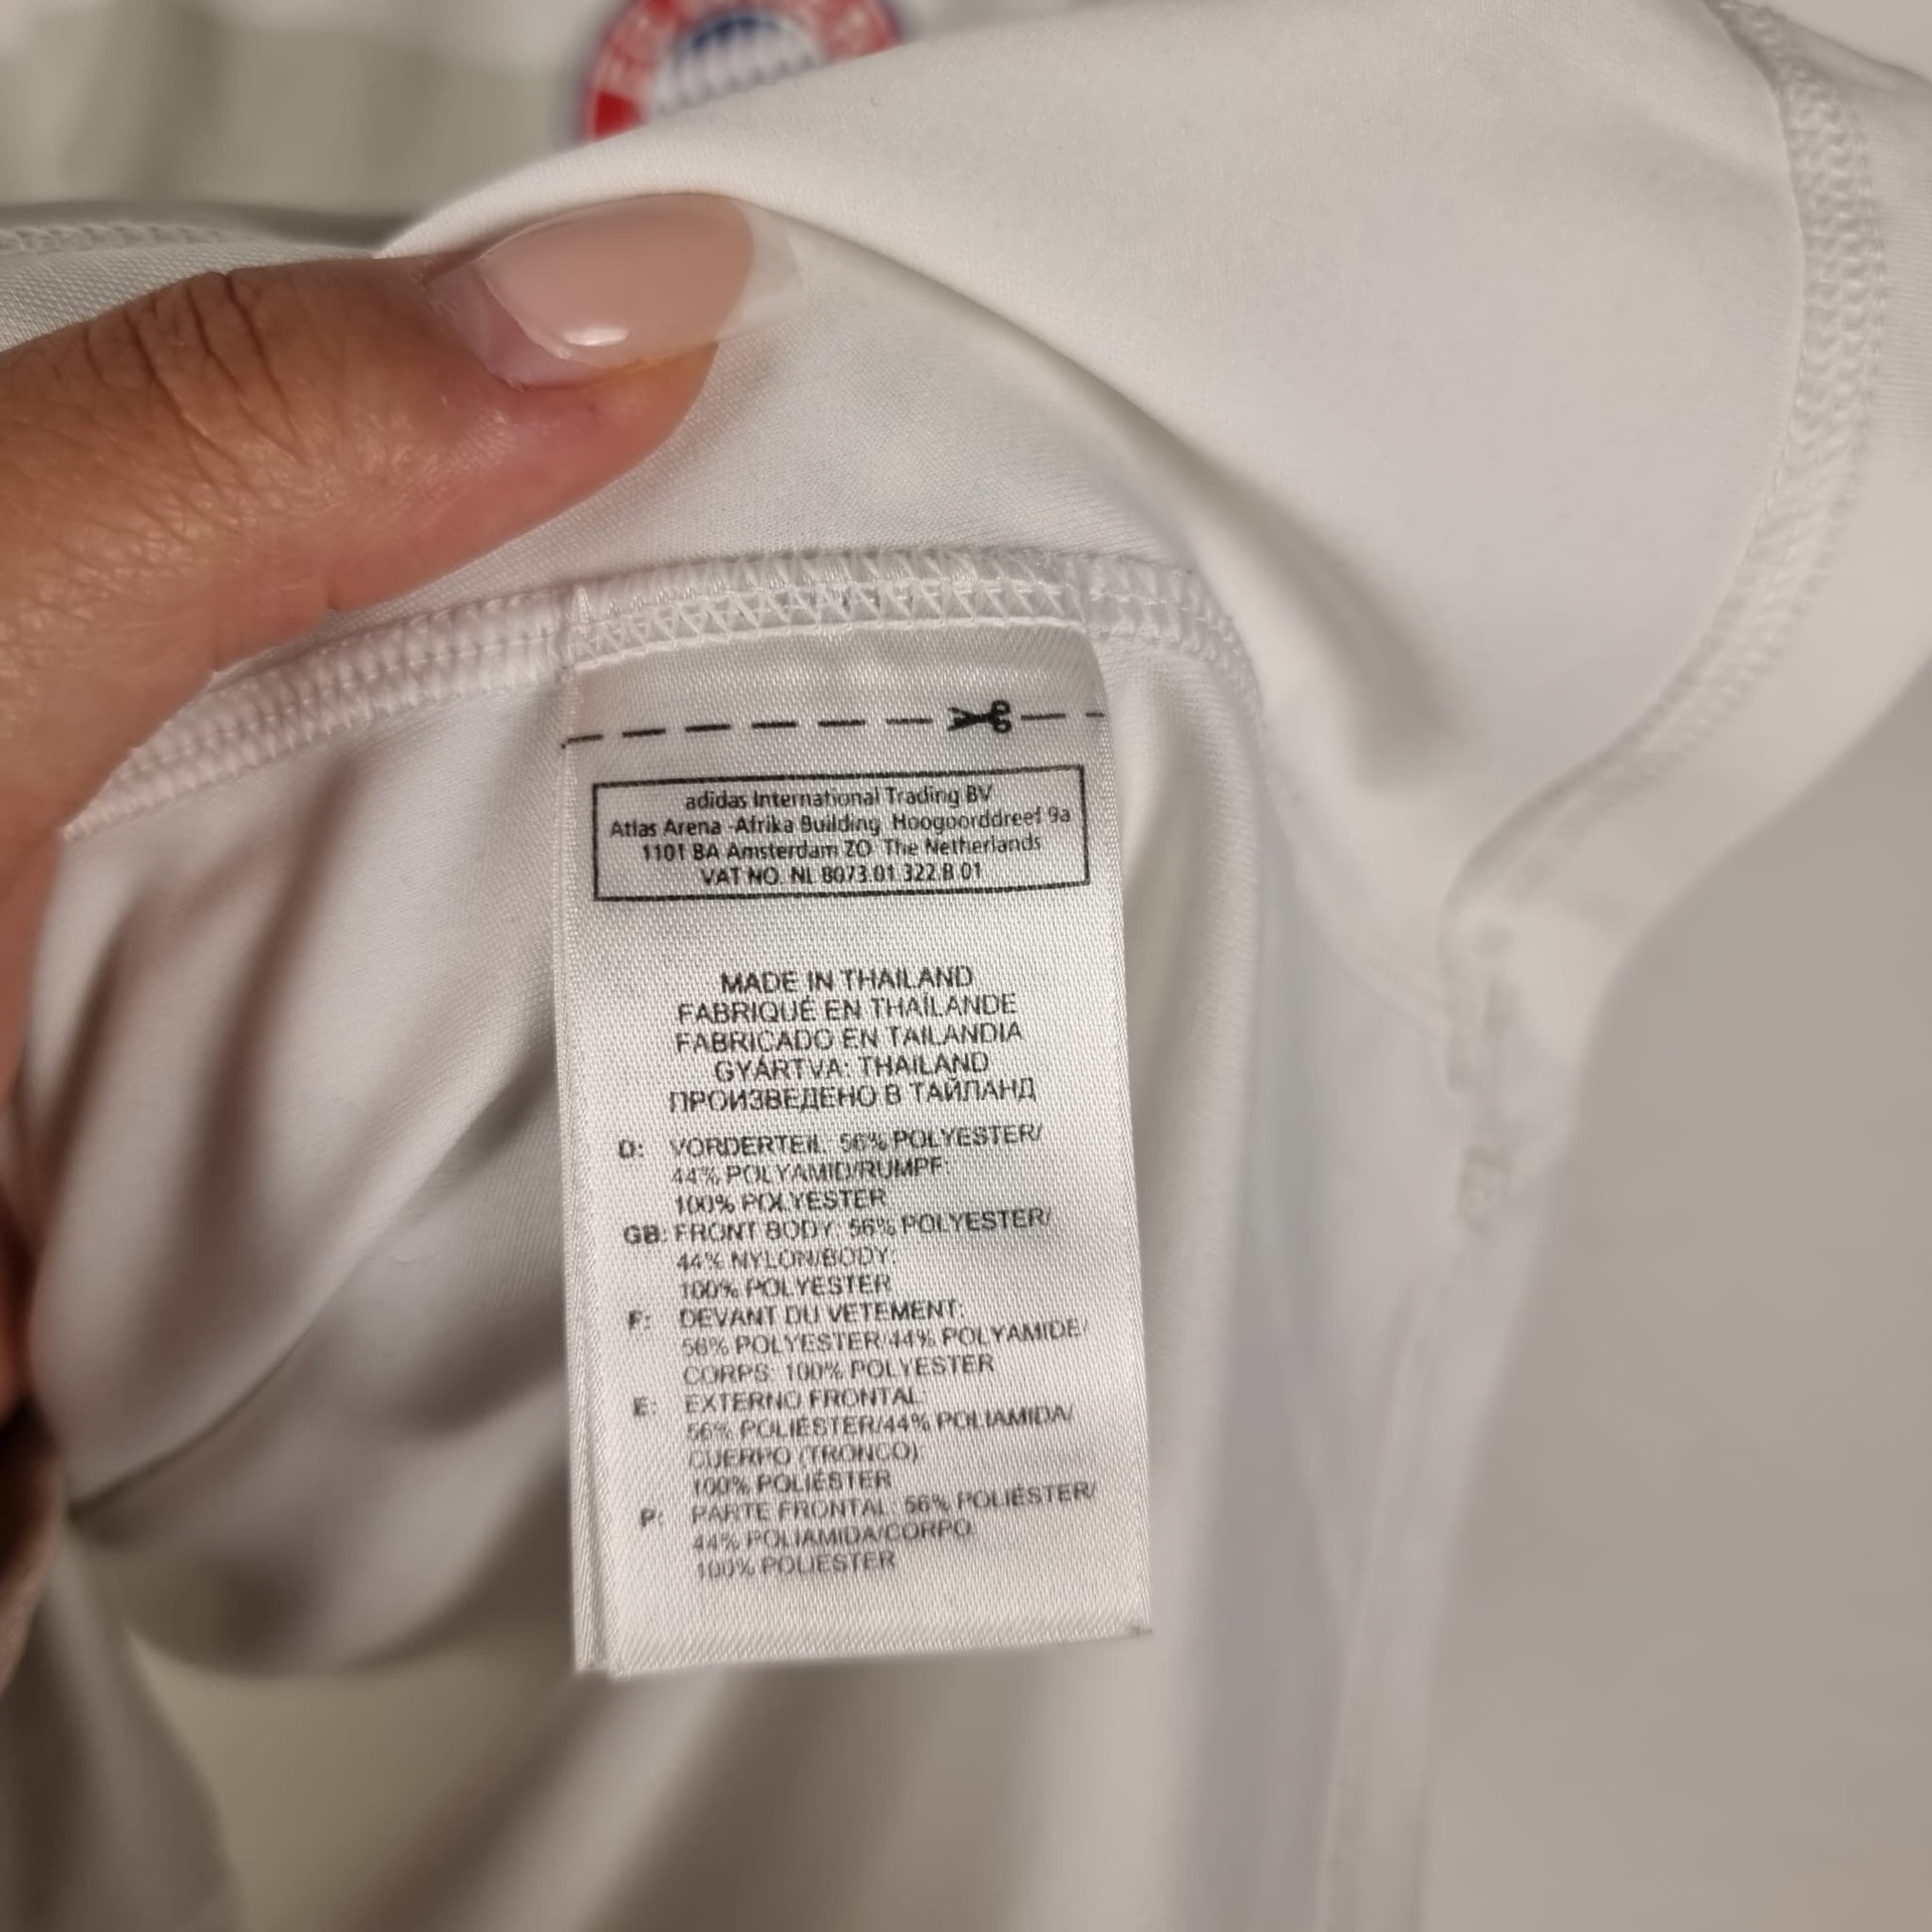 adidas International Trading BV
Atlas Arena -Afrika Building Hoogoorddreef 9a
1101 BA Amsterdam ZO The Netherlands
VAT NO. NL 8073.01.322.B.01
MADE IN THAILAND
FABRIQUÉ EN THAÏLANDE
FABRICADO EN TAILANDIA
GYÁRTVA: THAILAND
ПРОИЗВЕДЕНО В ТАЙЛАНД
D: VORDERTEIL: 56% POLYESTER/
44% POLYAMID/RUMPF:
100% POLYESTER
GB: FRONT BODY: 56% POLYESTER/
44% NYLON/BODY:
100% POLYESTER
F: DEVANT DU VETEMENT:
56% POLYESTER/44% POLYAMIDE/
CORPS: 100% POLYESTER
E: EXTERNO FRONTAL:
56% POLIÉSTER/44% POLIAMIDA/
CUERPO (TRONCO):
100% POLIÉSTER
P: PARTE FRONTAL: 56% POLIÉSTER/
44% POLIAMIDA/CORPO:
100% POLIÉSTER